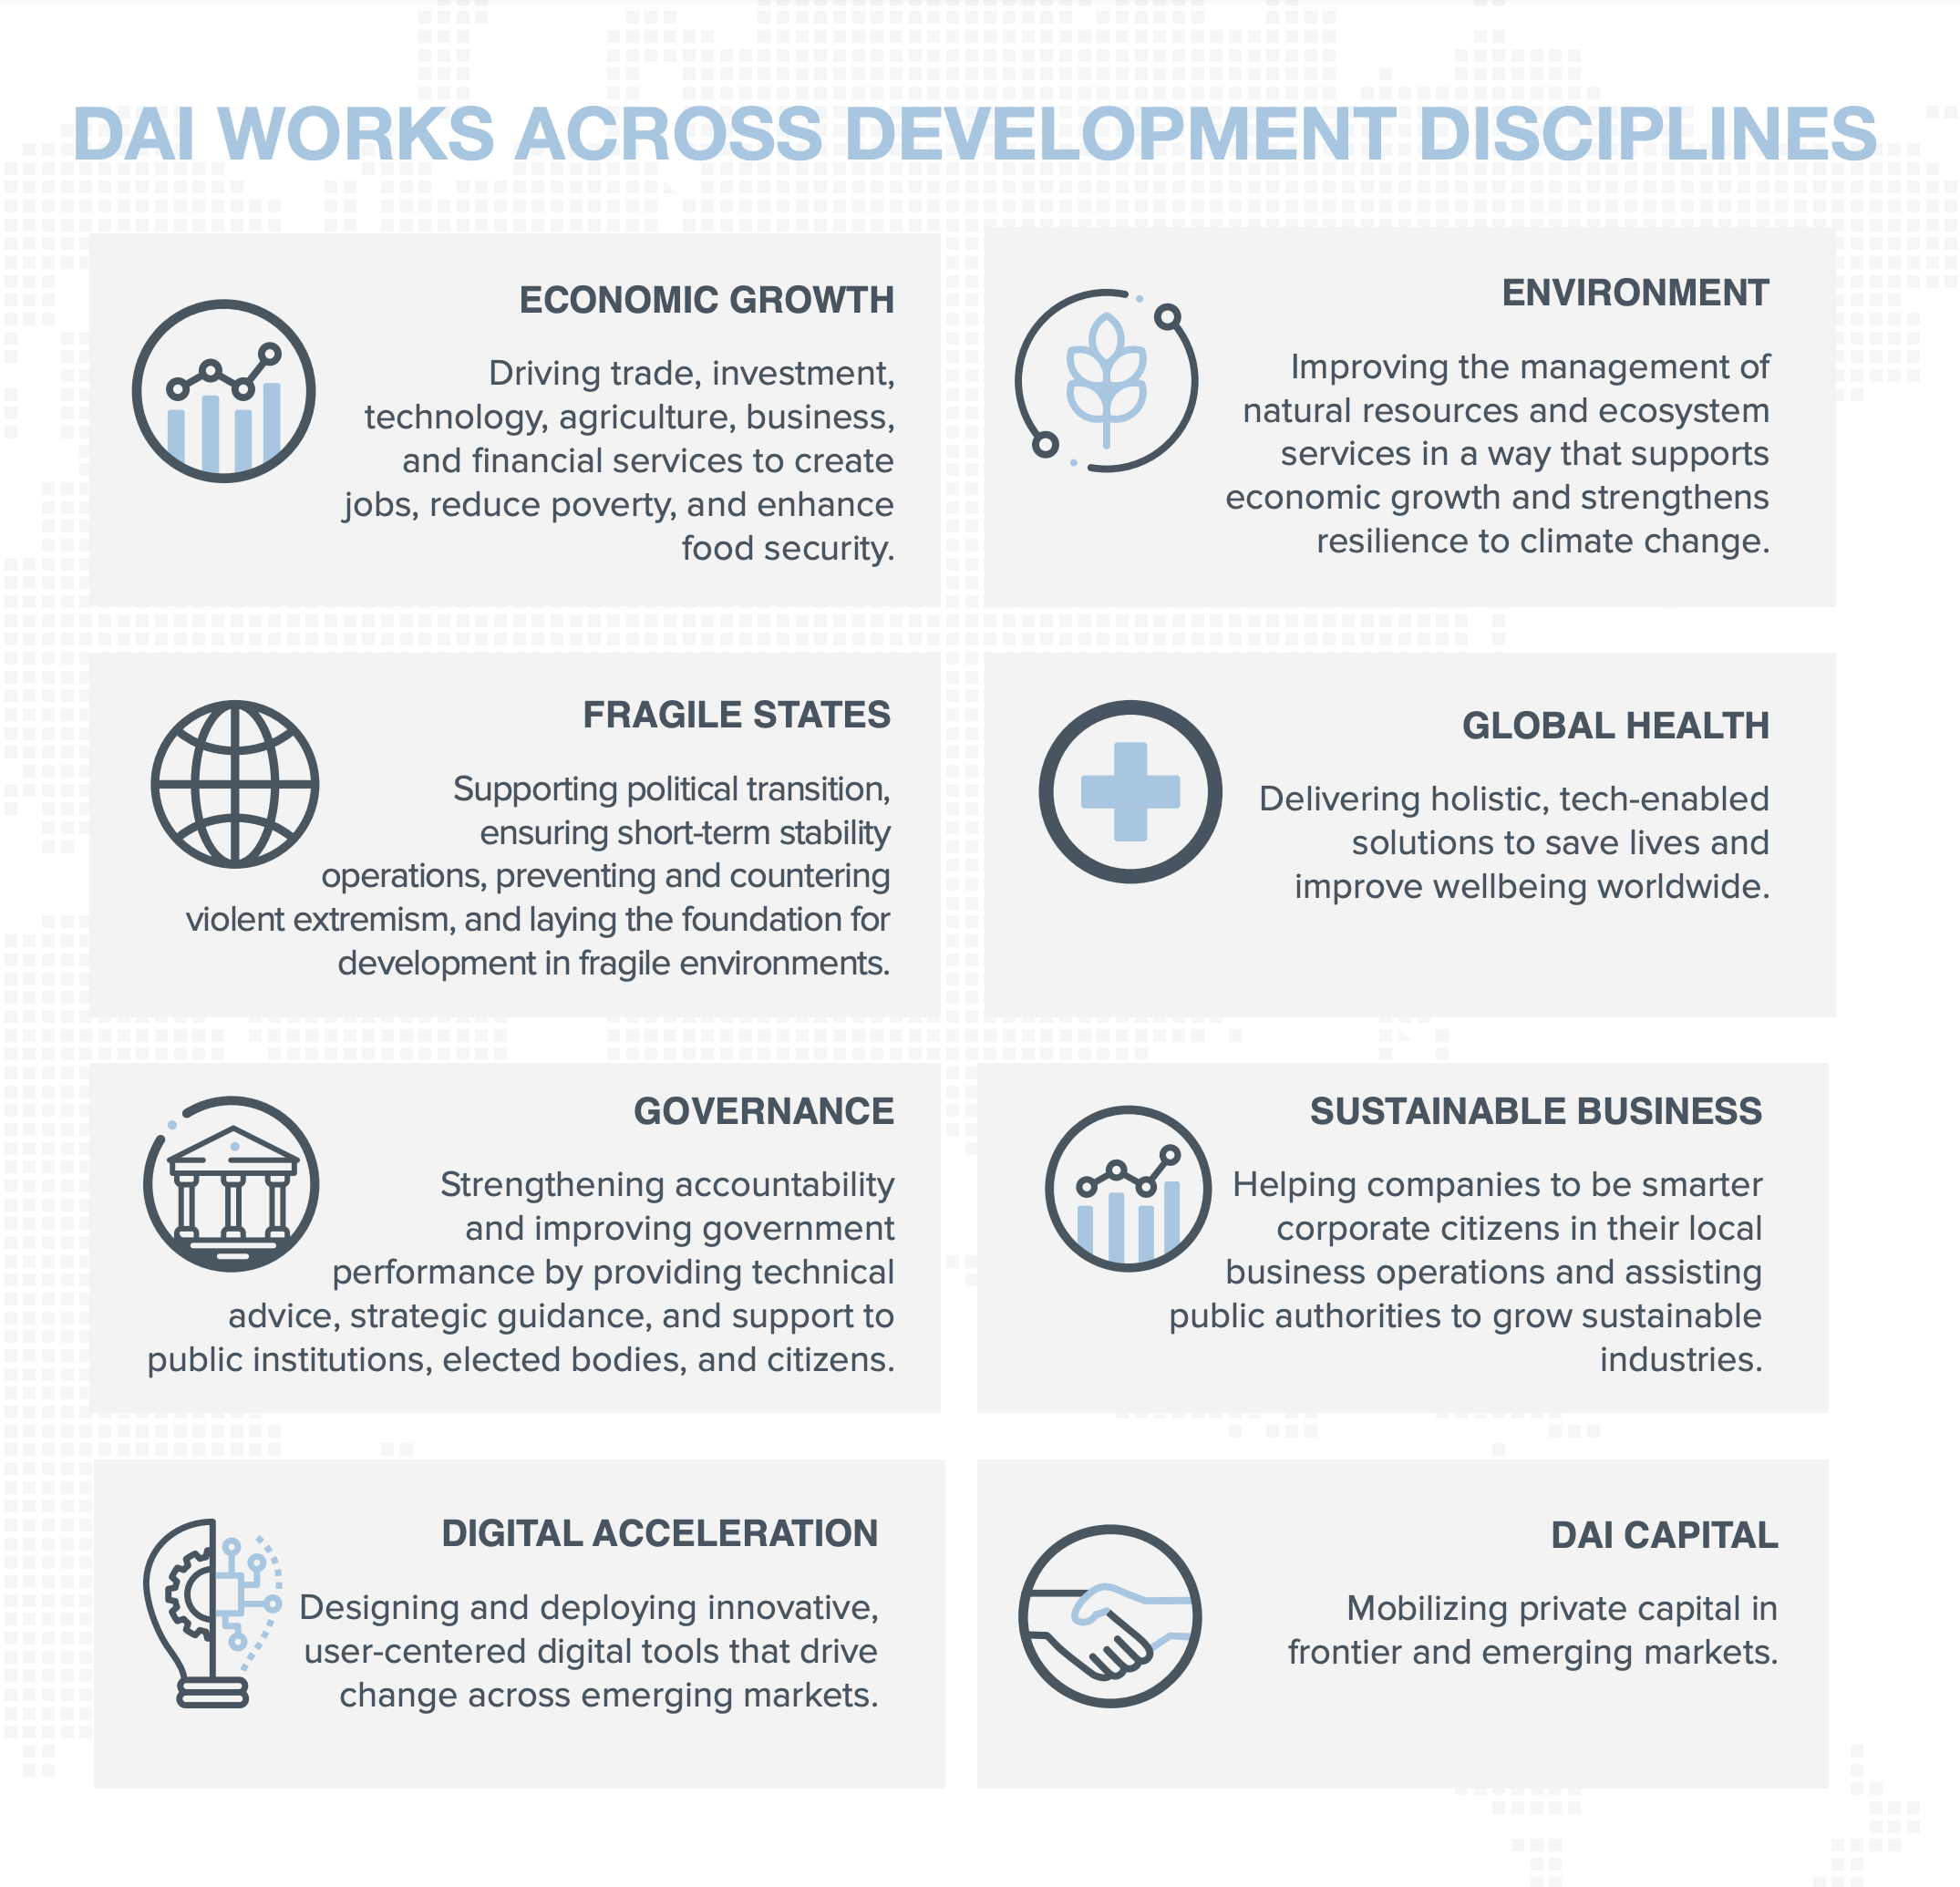 DAI WORKS ACROSS DEVELOPMENT DISCIPLINES
ECONOMIC GROWTH
Driving trade, investment,
technology, agriculture, business,
and financial services to create
jobs, reduce poverty, and enhance
food security.
ENVIRONMENT
Improving the management of
natural resources and ecosystem
services in a way that supports
economic growth and strengthens
resilience to climate change.
FRAGILE STATES
Supporting political transition,
ensuring short-term stability
operations, preventing and countering
violent extremism, and laying the foundation for
development in fragile environments.
GLOBAL HEALTH
Delivering holistic, tech-enabled
solutions to save lives and
improve wellbeing worldwide.
GOVERNANCE
Strengthening accountability
and improving government
performance by providing technical
advice, strategic guidance, and support to
public institutions, elected bodies, and citizens.
SUSTAINABLE BUSINESS
Helping companies to be smarter
corporate citizens in their local
business operations and assisting
public authorities to grow sustainable
industries.
DIGITAL ACCELERATION
Designing and deploying innovative,
user-centered digital tools that drive
change across emerging markets.
DAI CAPITAL
Mobilizing private capital in
frontier and emerging markets.